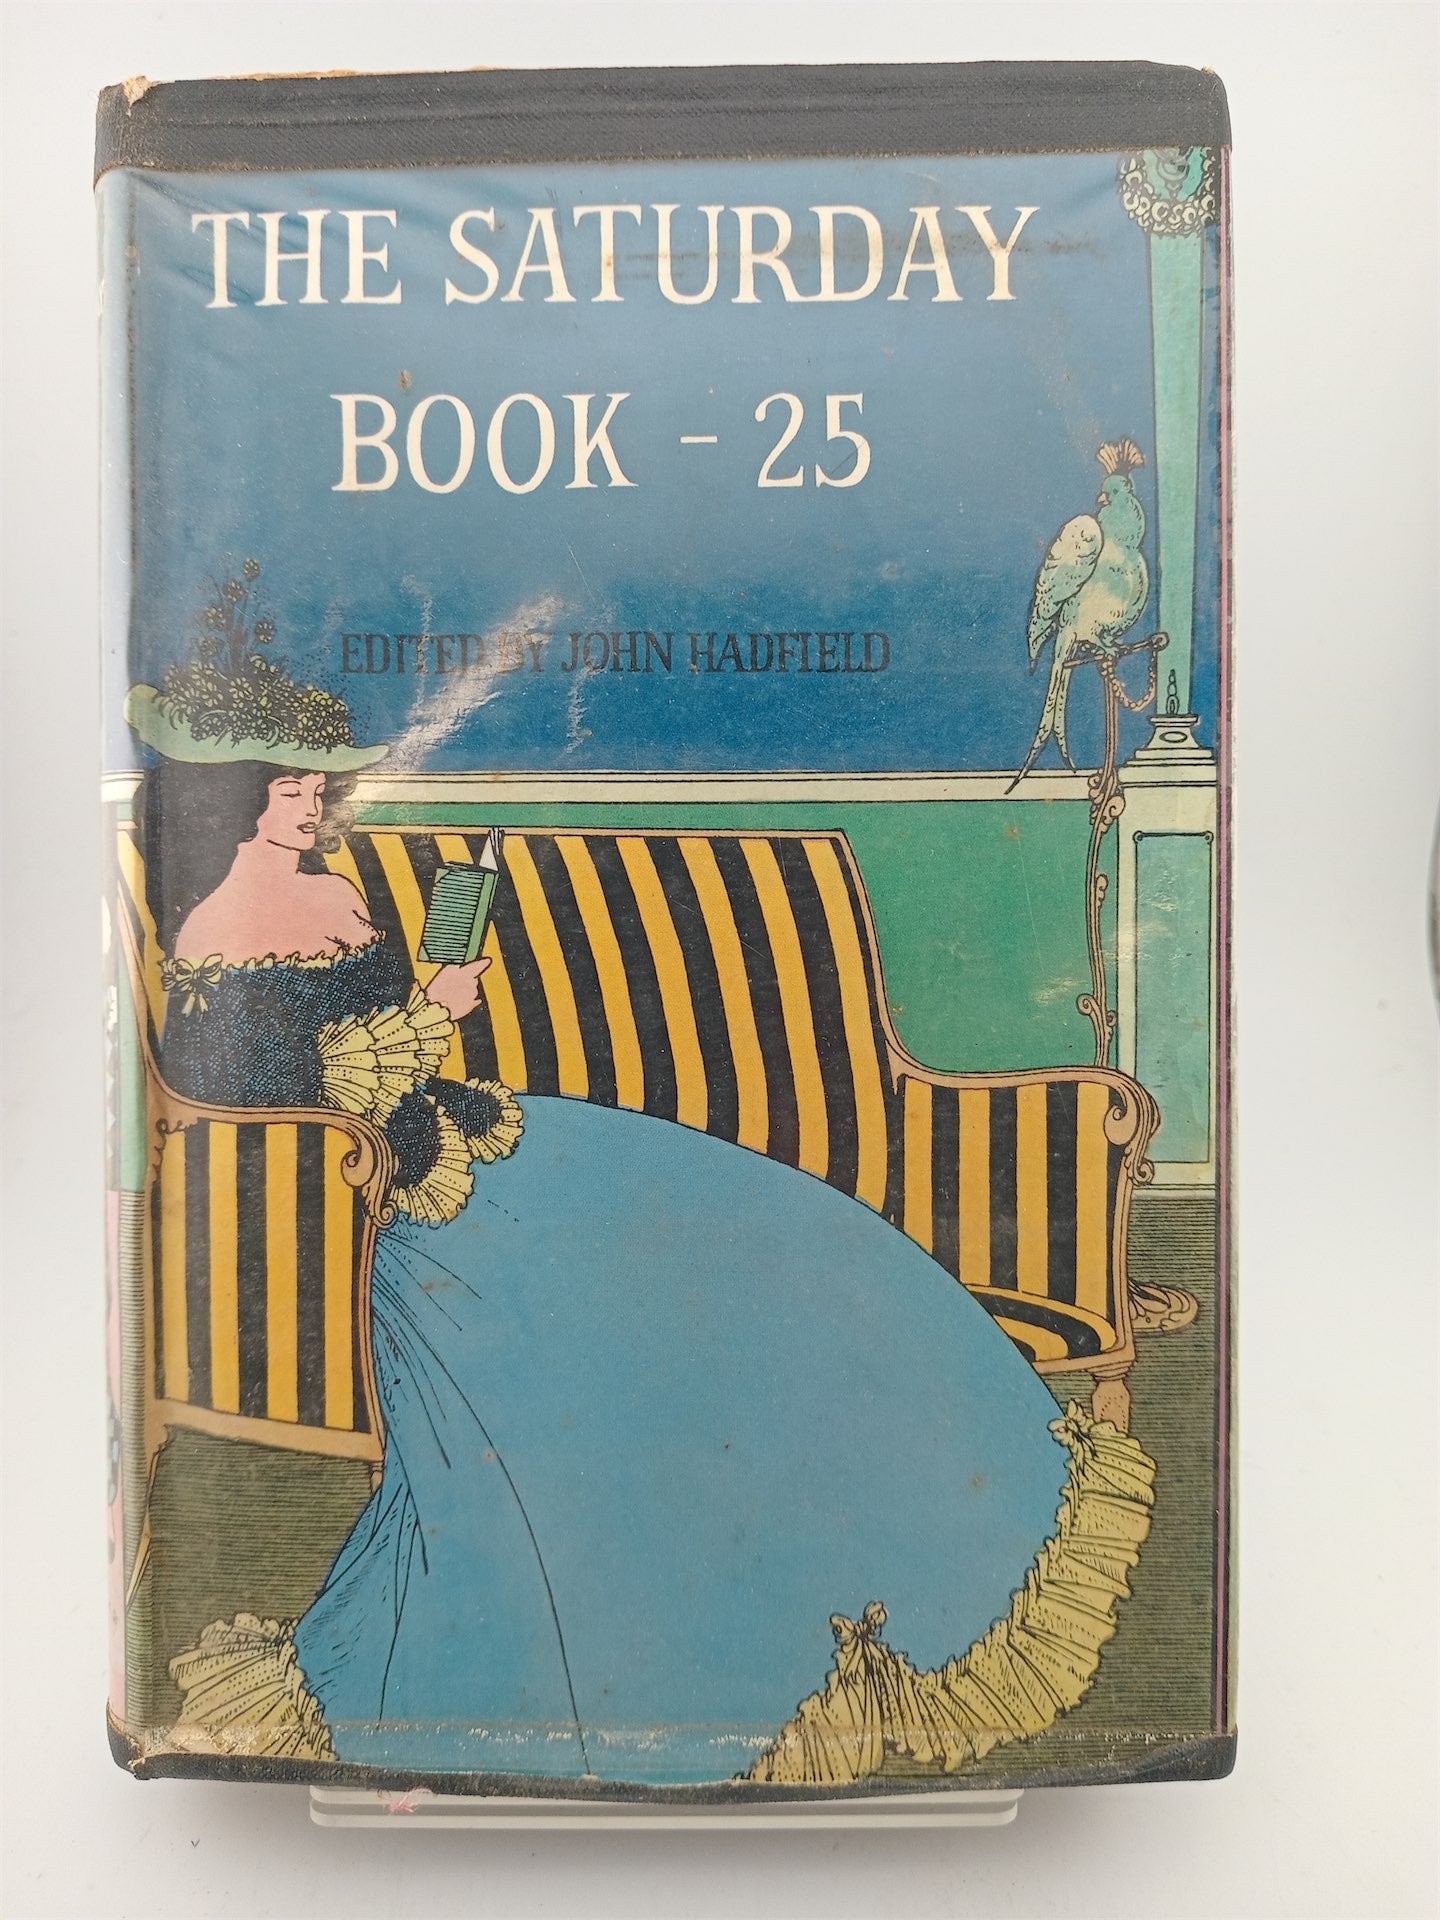 THE SATURDAY
BOOK - 25
EDITED BY JOHN HADFIELD